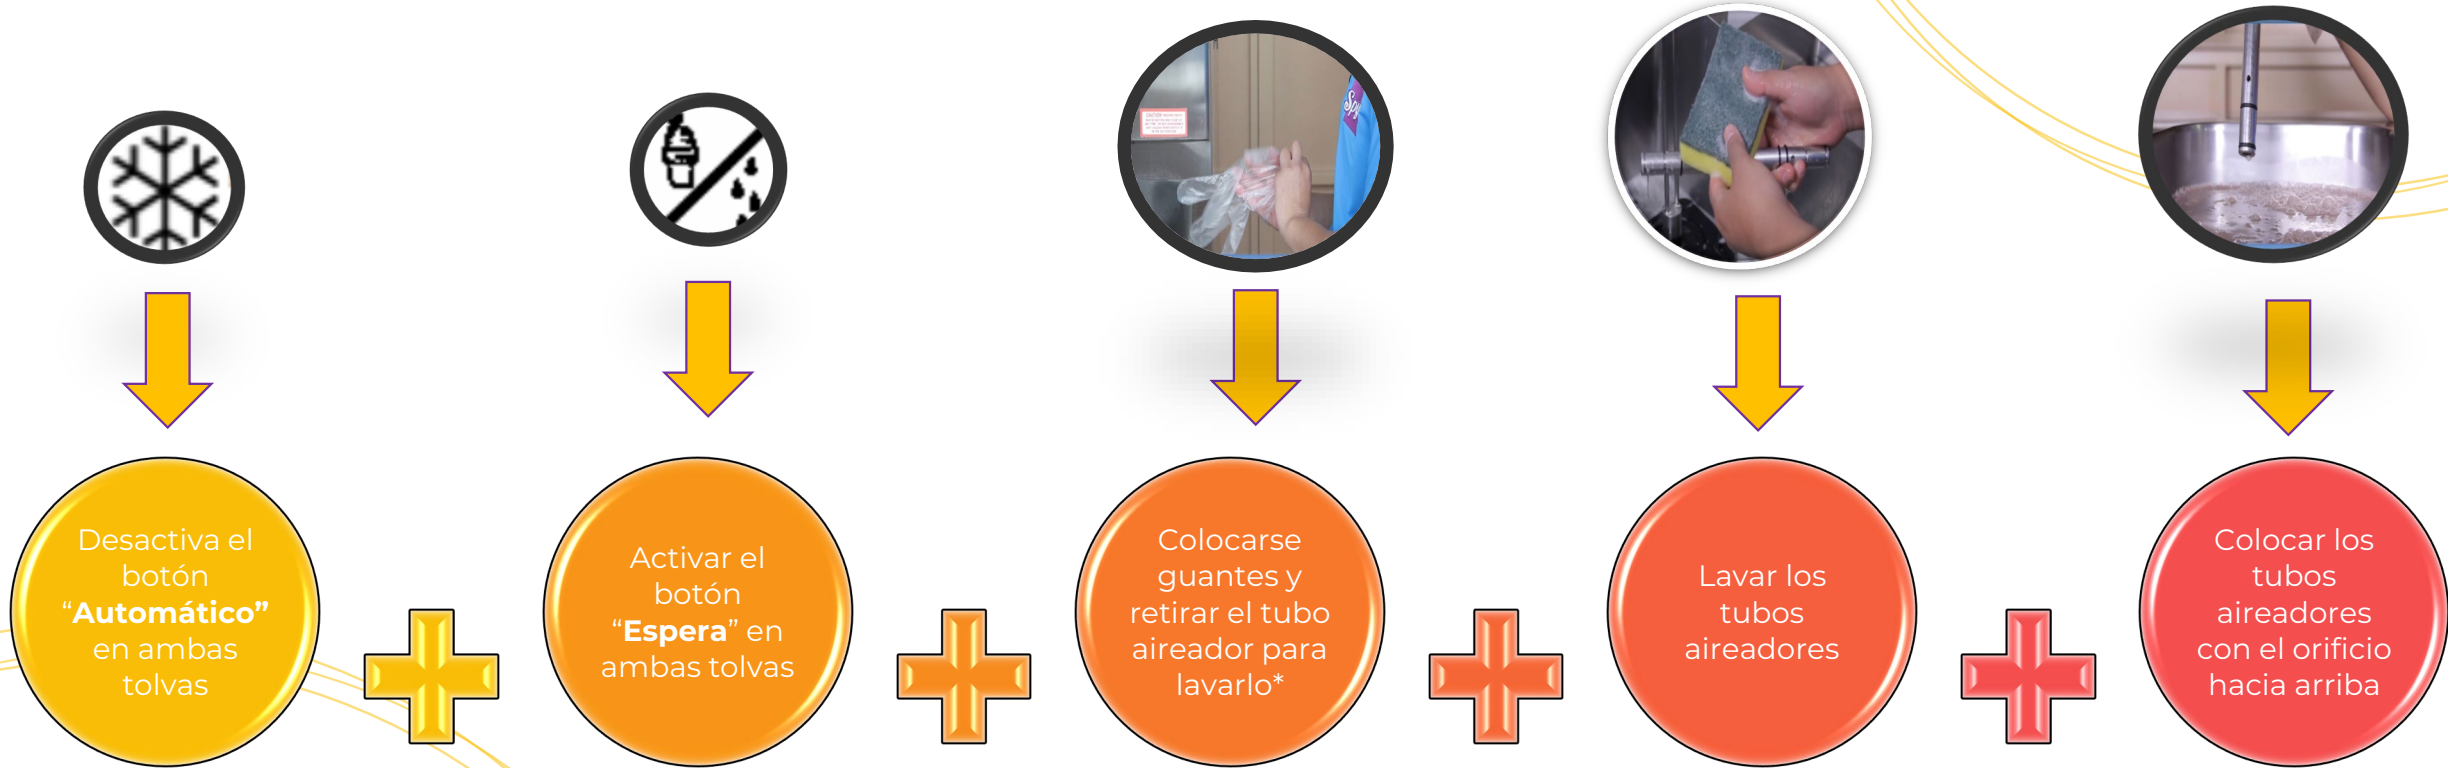 Desactiva el
botón
“Automático”
en ambas
tolvas
Activar el
botón
“Espera” en
ambas tolvas
Colocarse
guantes y
retirar el tubo
aireador para
lavarlo*
Lavar los
tubos
aireadores
Colocar los
tubos
aireadores
con el orificio
hacia arriba